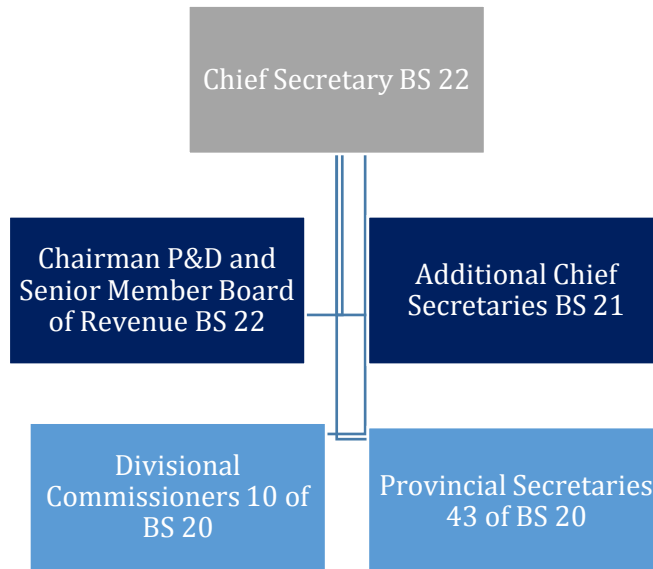 Chief Secretary BS 22
Chairman P&D and
Senior Member Board
of Revenue BS 22
Additional Chief
Secretaries BS 21
Divisional
Commissioners 10 of
BS 20
Provincial Secretaries
43 of BS 20